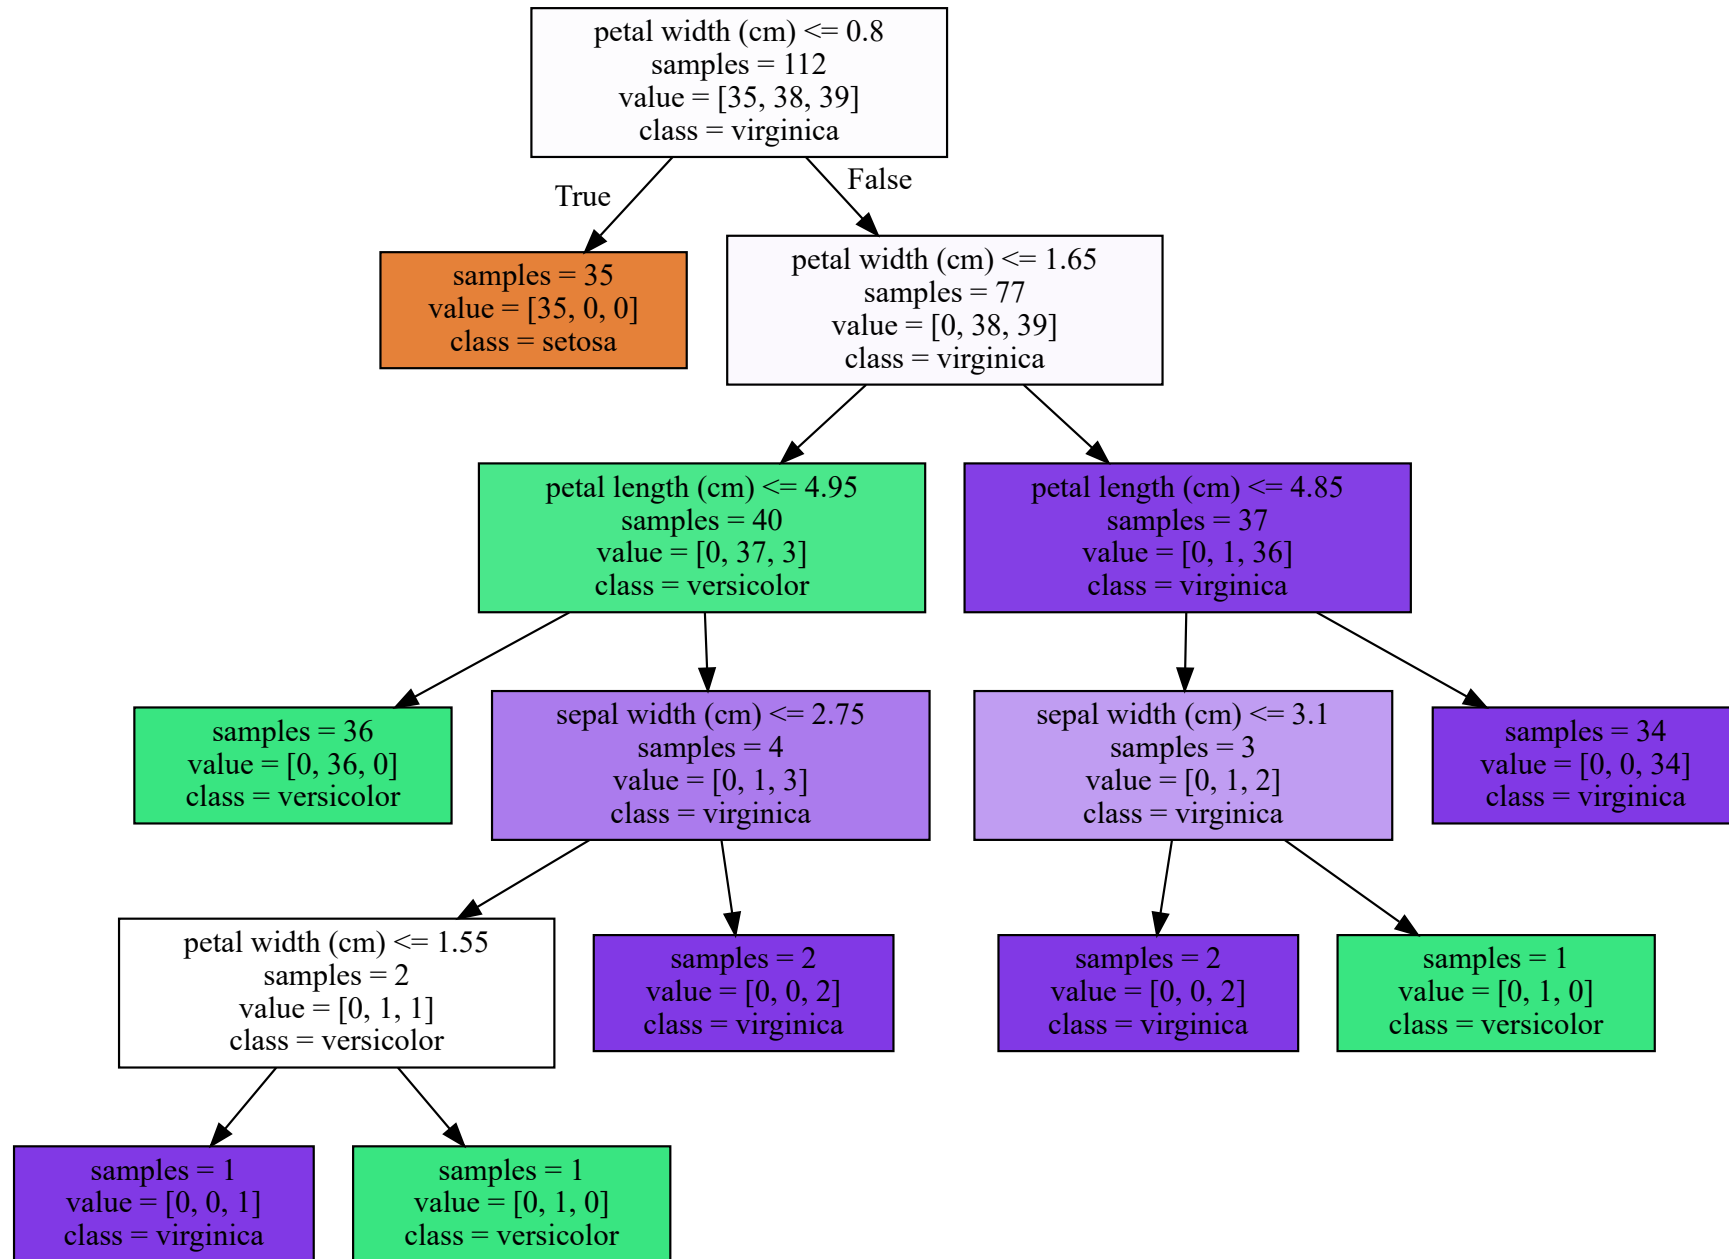 petal width (cm) <= 0.8
samples = 112
value = [35, 38, 39]
class = virginica
True
False
samples = 35
value = [35, 0, 0]
class = setosa
petal width (cm) <= 1.65
samples = 77
value = [0, 38, 39]
class = virginica
petal length (cm) <= 4.95
samples = 40
value = [0, 37, 3]
class = versicolor
petal length (cm) <= 4.85
samples = 37
value = [0, 1, 36]
class = virginica
samples = 36
value = [0, 36, 0]
class = versicolor
sepal width (cm) <= 2.75
samples = 4
value = [0, 1, 3]
class = virginica
sepal width (cm) <= 3.1
samples = 3
value = [0, 1, 2]
class = virginica
samples = 34
value = [0, 0, 34]
class = virginica
petal width (cm) <= 1.55
samples = 2
value = [0, 1, 1]
class = versicolor
samples = 2
value = [0, 0, 2]
class = virginica
samples = 2
value = [0, 0, 2]
class = virginica
samples = 1
value = [0, 1, 0]
class = versicolor
samples = 1
value = [0, 0, 1]
class = virginica
samples = 1
value = [0, 1, 0]
class = versicolor